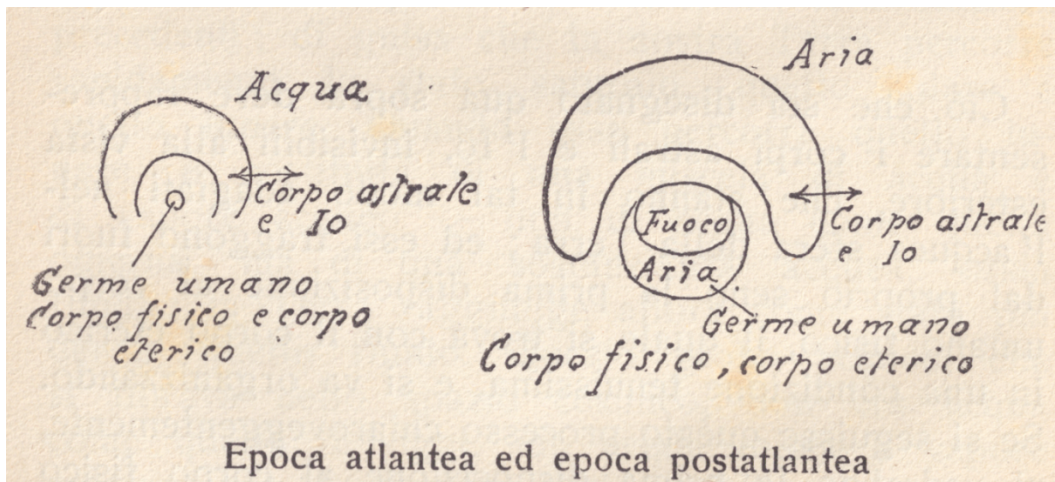 Acqua
Corpo astrale
e Io
Germe umano
Corpo fisico e corpo
eterico
Aria
Fuoco
Aria
Corpo astrale
e Io
Germe umano
Corpo fisico, corpo eterico
Epoca atlantea ed epoca postatlantea